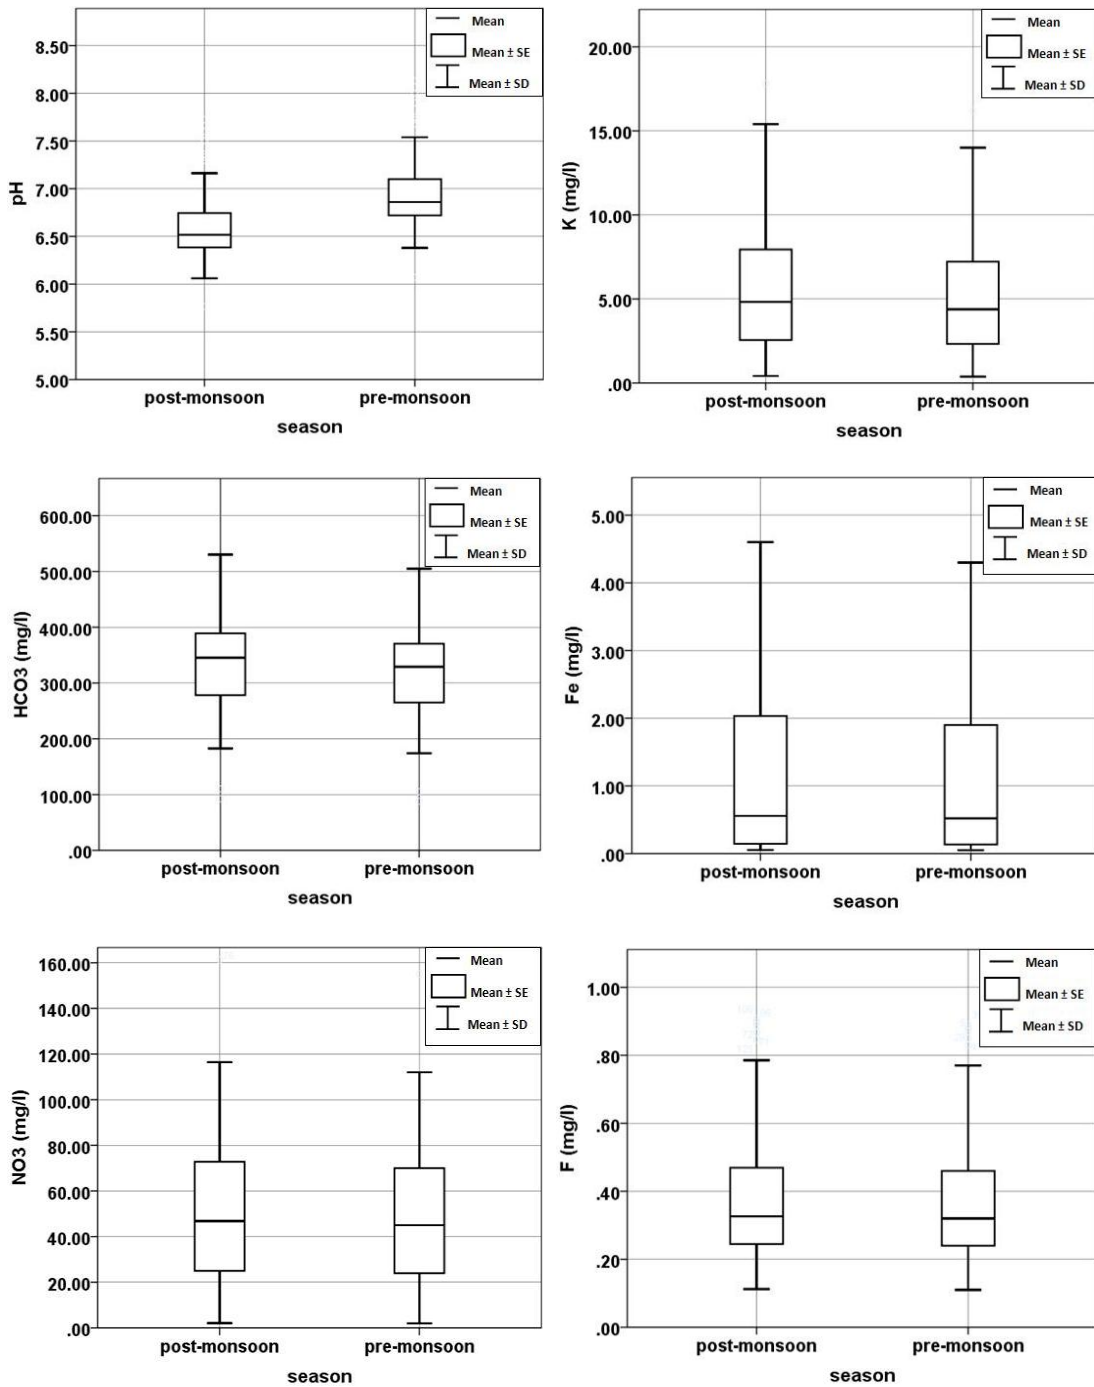 Mean
Mean ± SE
Mean ± SD
8.50
8.00
7.50
7.00
6.50
6.00
5.50
5.00
pH
post-monsoon
pre-monsoon
season
Mean
Mean ± SE
Mean ± SD
20.00
15.00
10.00
5.00
.00
K (mg/l)
post-monsoon
pre-monsoon
season
Mean
Mean ± SE
Mean ± SD
600.00
500.00
400.00
300.00
200.00
100.00
.00
HCO3 (mg/l)
post-monsoon
pre-monsoon
season
Mean
Mean ± SE
Mean ± SD
5.00
4.00
3.00
2.00
1.00
.00
Fe (mg/l)
post-monsoon
pre-monsoon
season
Mean
Mean ± SE
Mean ± SD
160.00
140.00
120.00
100.00
80.00
60.00
40.00
20.00
.00
NO3 (mg/l)
post-monsoon
pre-monsoon
season
Mean
Mean ± SE
Mean ± SD
1.00
.80
.60
.40
.20
.00
F (mg/l)
post-monsoon
pre-monsoon
season